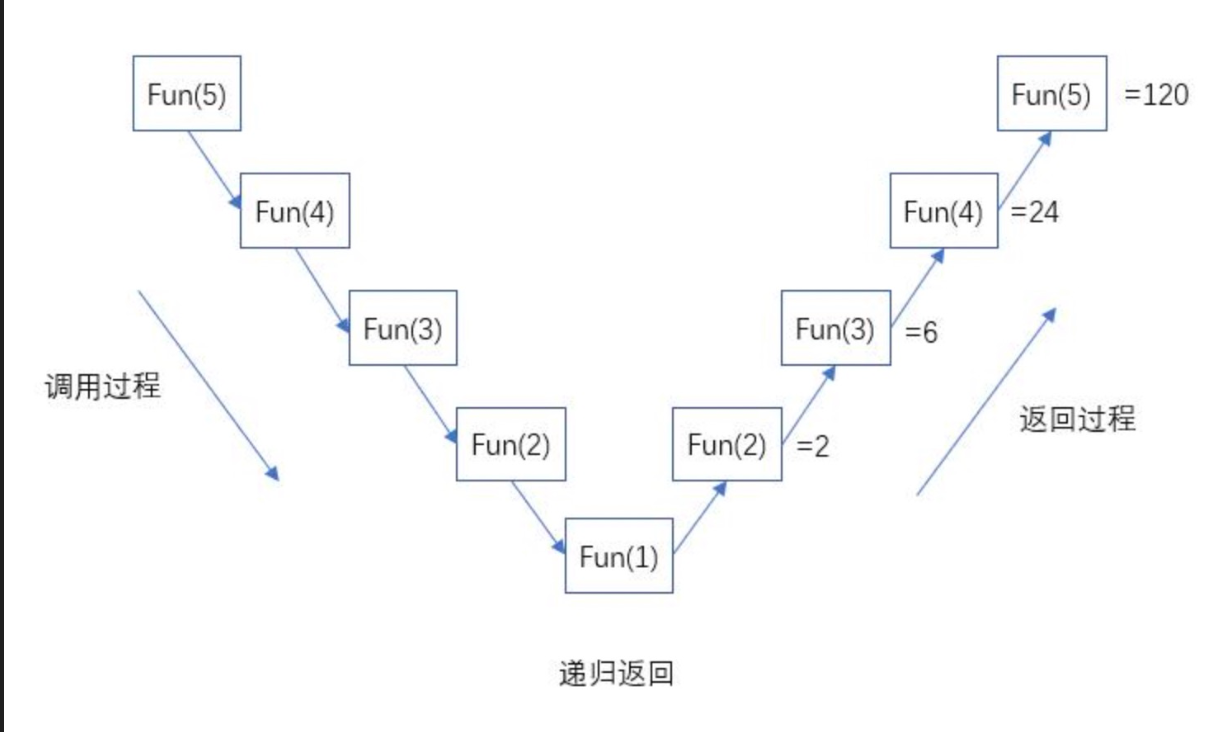 Fun(5)
Fun(5) =120
Fun(4)
Fun(4) =24
Fun(3)
Fun(3) =6
调用过程
返回过程
Fun(2)
Fun(2) =2
Fun(1)
递归返回